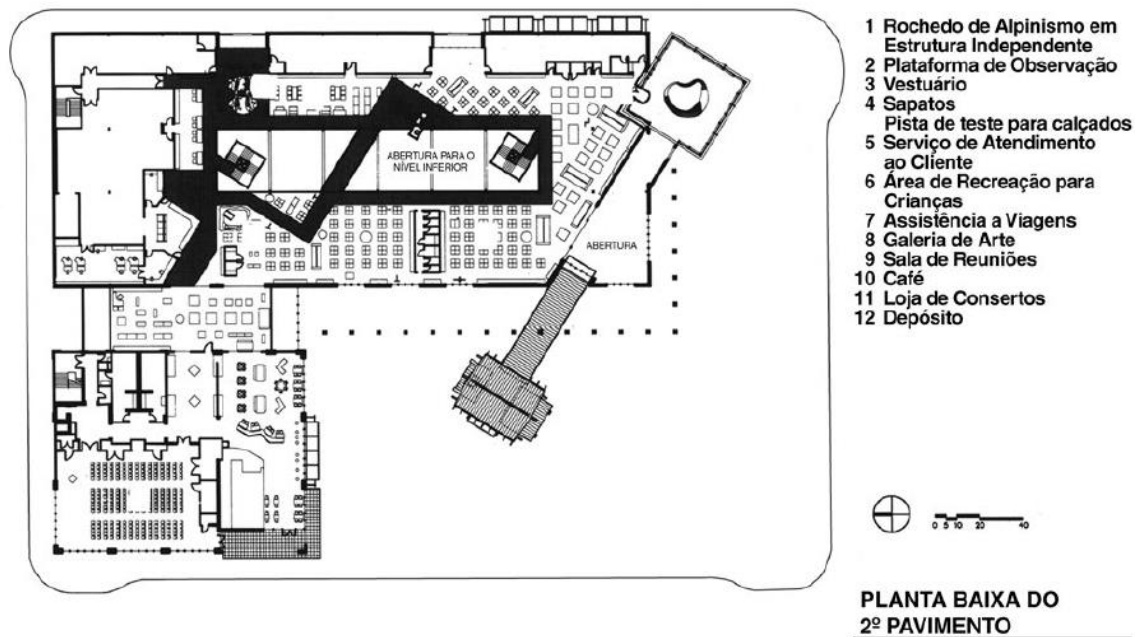 1 Rochedo de Alpinismo em
Estrutura Independente
2 Plataforma de Observação
3 Vestuário
4 Sapatos
Pista de teste para calçados
5 Serviço de Atendimento
ao Cliente
6 Área de Recreação para
Crianças
7 Assistência a Viagens
8 Galeria de Arte
9 Sala de Reuniões
10 Café
11 Loja de Consertos
12 Depósito
ABERTURA PARA O
NÍVEL INFERIOR
ABERTURA
0 5 10 20 40
PLANTA BAIXA DO
2º PAVIMENTO